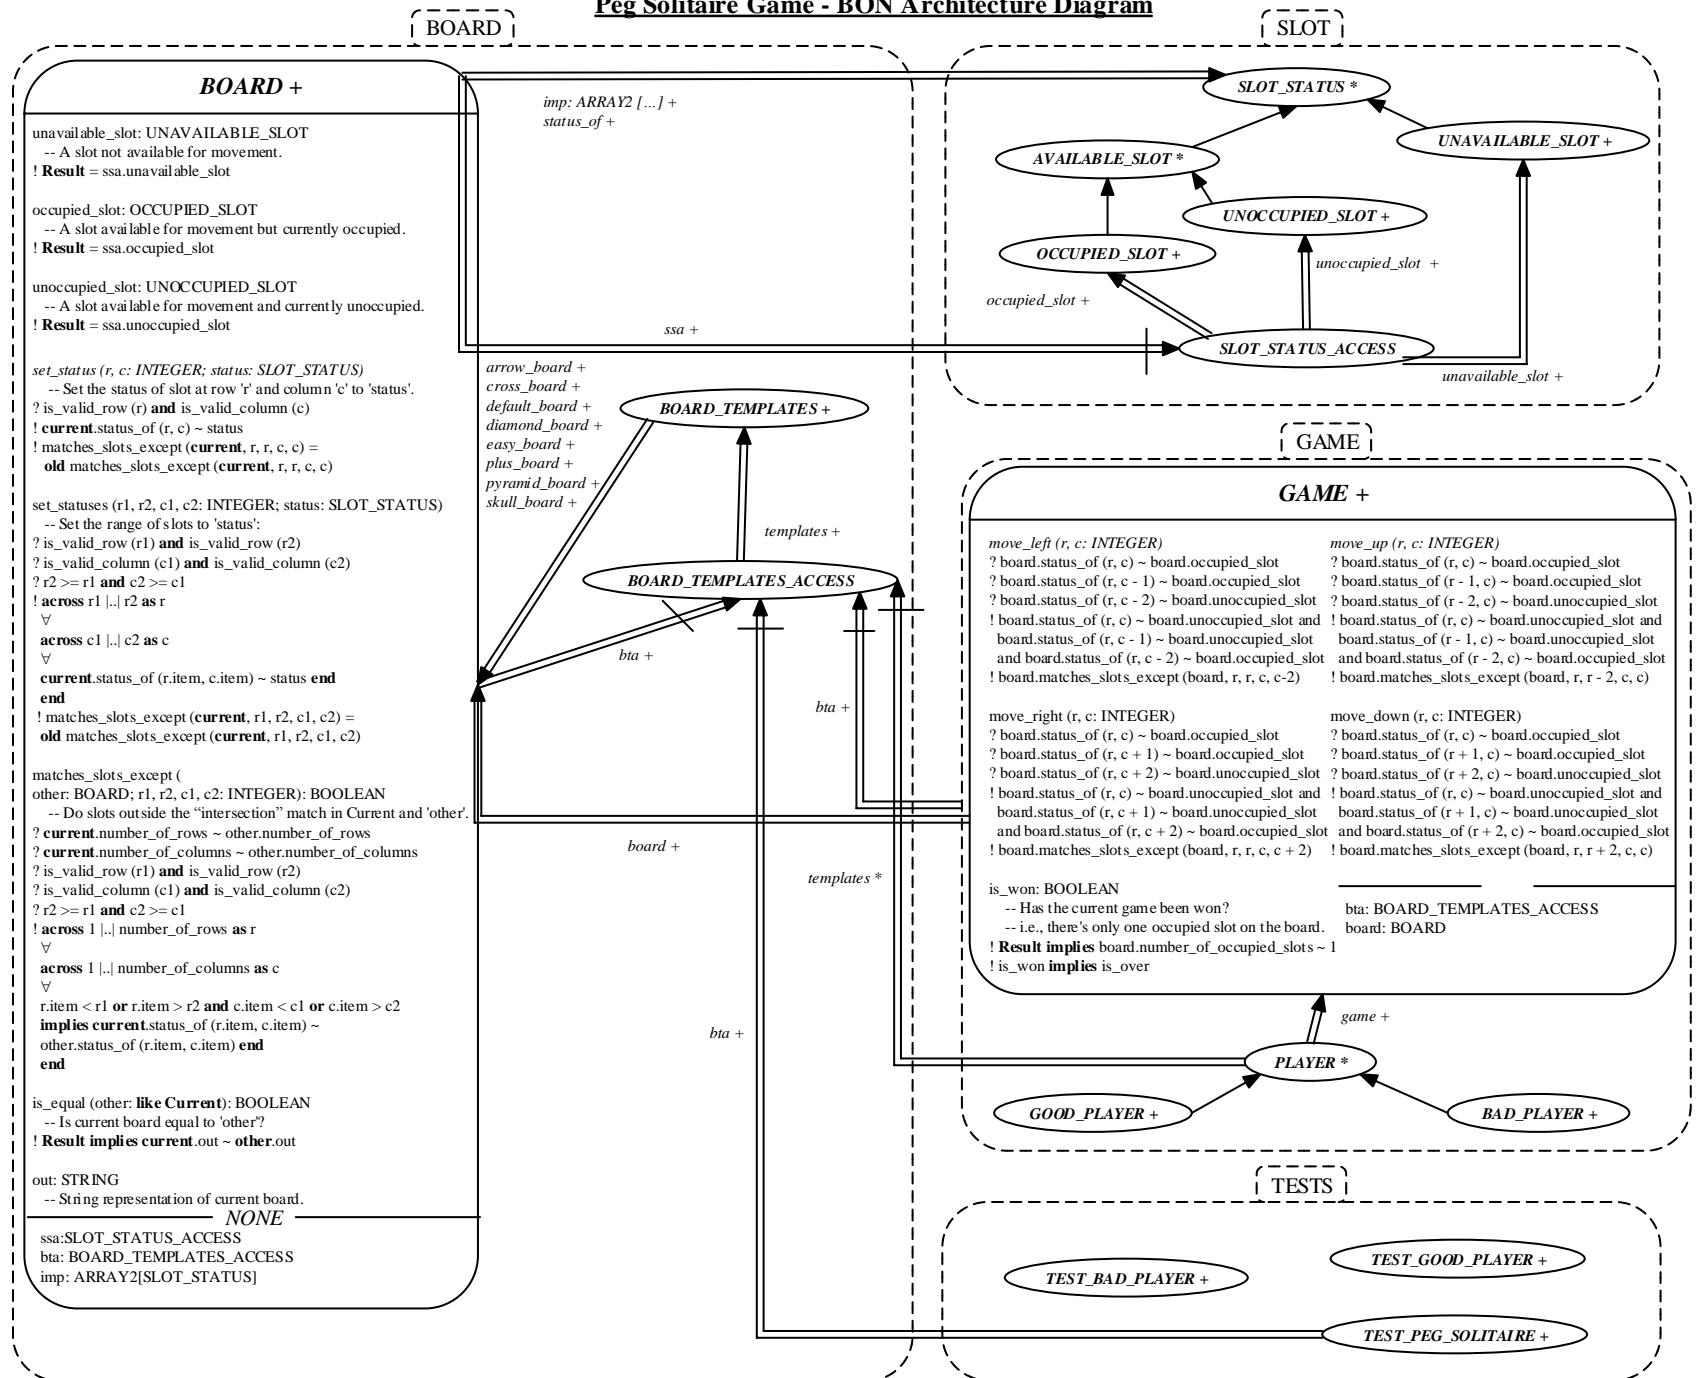 Peg Solitaire Game - BON Architecture Diagram
BOARD
BOARD +
unavailable_slot: UNAVAILABLE_SLOT
-- A slot not available for movement.
! Result = ssa.unavailable_slot
occupied_slot: OCCUPIED_SLOT
-- A slot available for movement but currently occupied.
! Result = ssa.occupied_slot
unoccupied_slot: UNOCCUPIED_SLOT
-- A slot available for movement and currently unoccupied.
! Result = ssa.unoccupied_slot
set_status (r, c: INTEGER; status: SLOT_STATUS)
-- Set the status of slot at row 'r' and column 'c' to 'status'.
? is_valid_row (r) and is_valid_column (c)
! current.status_of (r, c) ~ status
! matches_slots_except (current, r, r, c, c) =
old matches_slots_except (current, r, r, c, c)
set_statuses (r1, r2, c1, c2: INTEGER; status: SLOT_STATUS)
-- Set the range of slots to 'status':
? is_valid_row (r1) and is_valid_row (r2)
? is_valid_column (c1) and is_valid_column (c2)
? r2 >= r1 and c2 >= c1
! across r1 |..| r2 as r
∀
across c1 |..| c2 as c
∀
current.status_of (r.item, c.item) ~ status end
end
! matches_slots_except (current, r1, r2, c1, c2) =
old matches_slots_except (current, r1, r2, c1, c2)
matches_slots_except (
other: BOARD; r1, r2, c1, c2: INTEGER): BOOLEAN
-- Do slots outside the “intersection” match in Current and 'other'.
? current.number_of_rows ~ other.number_of_rows
? current.number_of_columns ~ other.number_of_columns
? is_valid_row (r1) and is_valid_row (r2)
? is_valid_column (c1) and is_valid_column (c2)
? r2 >= r1 and c2 >= c1
! across 1 |..| number_of_rows as r
∀
across 1 |..| number_of_columns as c
∀
r.item < r1 or r.item > r2 and c.item < c1 or c.item > c2
implies current.status_of (r.item, c.item) ~
other.status_of (r.item, c.item) end
end
is_equal (other: like Current): BOOLEAN
-- Is current board equal to 'other'?
! Result implies current.out ~ other.out
out: STRING
-- String representation of current board.
NONE
ssa:SLOT_STATUS_ACCESS
bta: BOARD_TEMPLATES_ACCESS
imp: ARRAY2[SLOT_STATUS]
imp: ARRAY2 [...] +
status_of +
ssa +
arrow_board +
cross_board +
default_board +
diamond_board +
easy_board +
plus_board +
pyramid_board +
skull_board +
BOARD_TEMPLATES +
templates +
BOARD_TEMPLATES_ACCESS
bta +
bta +
board +
templates *
bta +
SLOT
SLOT_STATUS *
AVAILABLE_SLOT *
UNAVAILABLE_SLOT +
UNOCCUPIED_SLOT +
OCCUPIED_SLOT +
unoccupied_slot +
occupied_slot +
SLOT_STATUS_ACCESS
unavailable_slot +
GAME
GAME +
move_left (r, c: INTEGER)
? board.status_of (r, c) ~ board.occupied_slot
? board.status_of (r, c - 1) ~ board.occupied_slot
? board.status_of (r, c - 2) ~ board.unoccupied_slot
! board.status_of (r, c) ~ board.unoccupied_slot and
board.status_of (r, c - 1) ~ board.unoccupied_slot
and board.status_of (r, c - 2) ~ board.occupied_slot
! board.matches_slots_except (board, r, r, c, c-2)
move_up (r, c: INTEGER)
? board.status_of (r, c) ~ board.occupied_slot
? board.status_of (r - 1, c) ~ board.occupied_slot
? board.status_of (r - 2, c) ~ board.unoccupied_slot
! board.status_of (r, c) ~ board.unoccupied_slot and
board.status_of (r - 1, c) ~ board.unoccupied_slot
and board.status_of (r - 2, c) ~ board.occupied_slot
! board.matches_slots_except (board, r, r - 2, c, c)
move_right (r, c: INTEGER)
? board.status_of (r, c) ~ board.occupied_slot
? board.status_of (r, c + 1) ~ board.occupied_slot
? board.status_of (r, c + 2) ~ board.unoccupied_slot
! board.status_of (r, c) ~ board.unoccupied_slot and
board.status_of (r, c + 1) ~ board.unoccupied_slot
and board.status_of (r, c + 2) ~ board.occupied_slot
! board.matches_slots_except (board, r, r, c, c + 2)
move_down (r, c: INTEGER)
? board.status_of (r, c) ~ board.occupied_slot
? board.status_of (r + 1, c) ~ board.occupied_slot
? board.status_of (r + 2, c) ~ board.unoccupied_slot
! board.status_of (r, c) ~ board.unoccupied_slot and
board.status_of (r + 1, c) ~ board.unoccupied_slot
and board.status_of (r + 2, c) ~ board.occupied_slot
! board.matches_slots_except (board, r, r + 2, c, c)
is_won: BOOLEAN
-- Has the current game been won?
-- i.e., there's only one occupied slot on the board.
! Result implies board.number_of_occupied_slots ~ 1
! is_won implies is_over
bta: BOARD_TEMPLATES_ACCESS
board: BOARD
game +
PLAYER *
GOOD_PLAYER +
BAD_PLAYER +
TESTS
TEST_GOOD_PLAYER +
TEST_BAD_PLAYER +
TEST_PEG_SOLITAIRE +